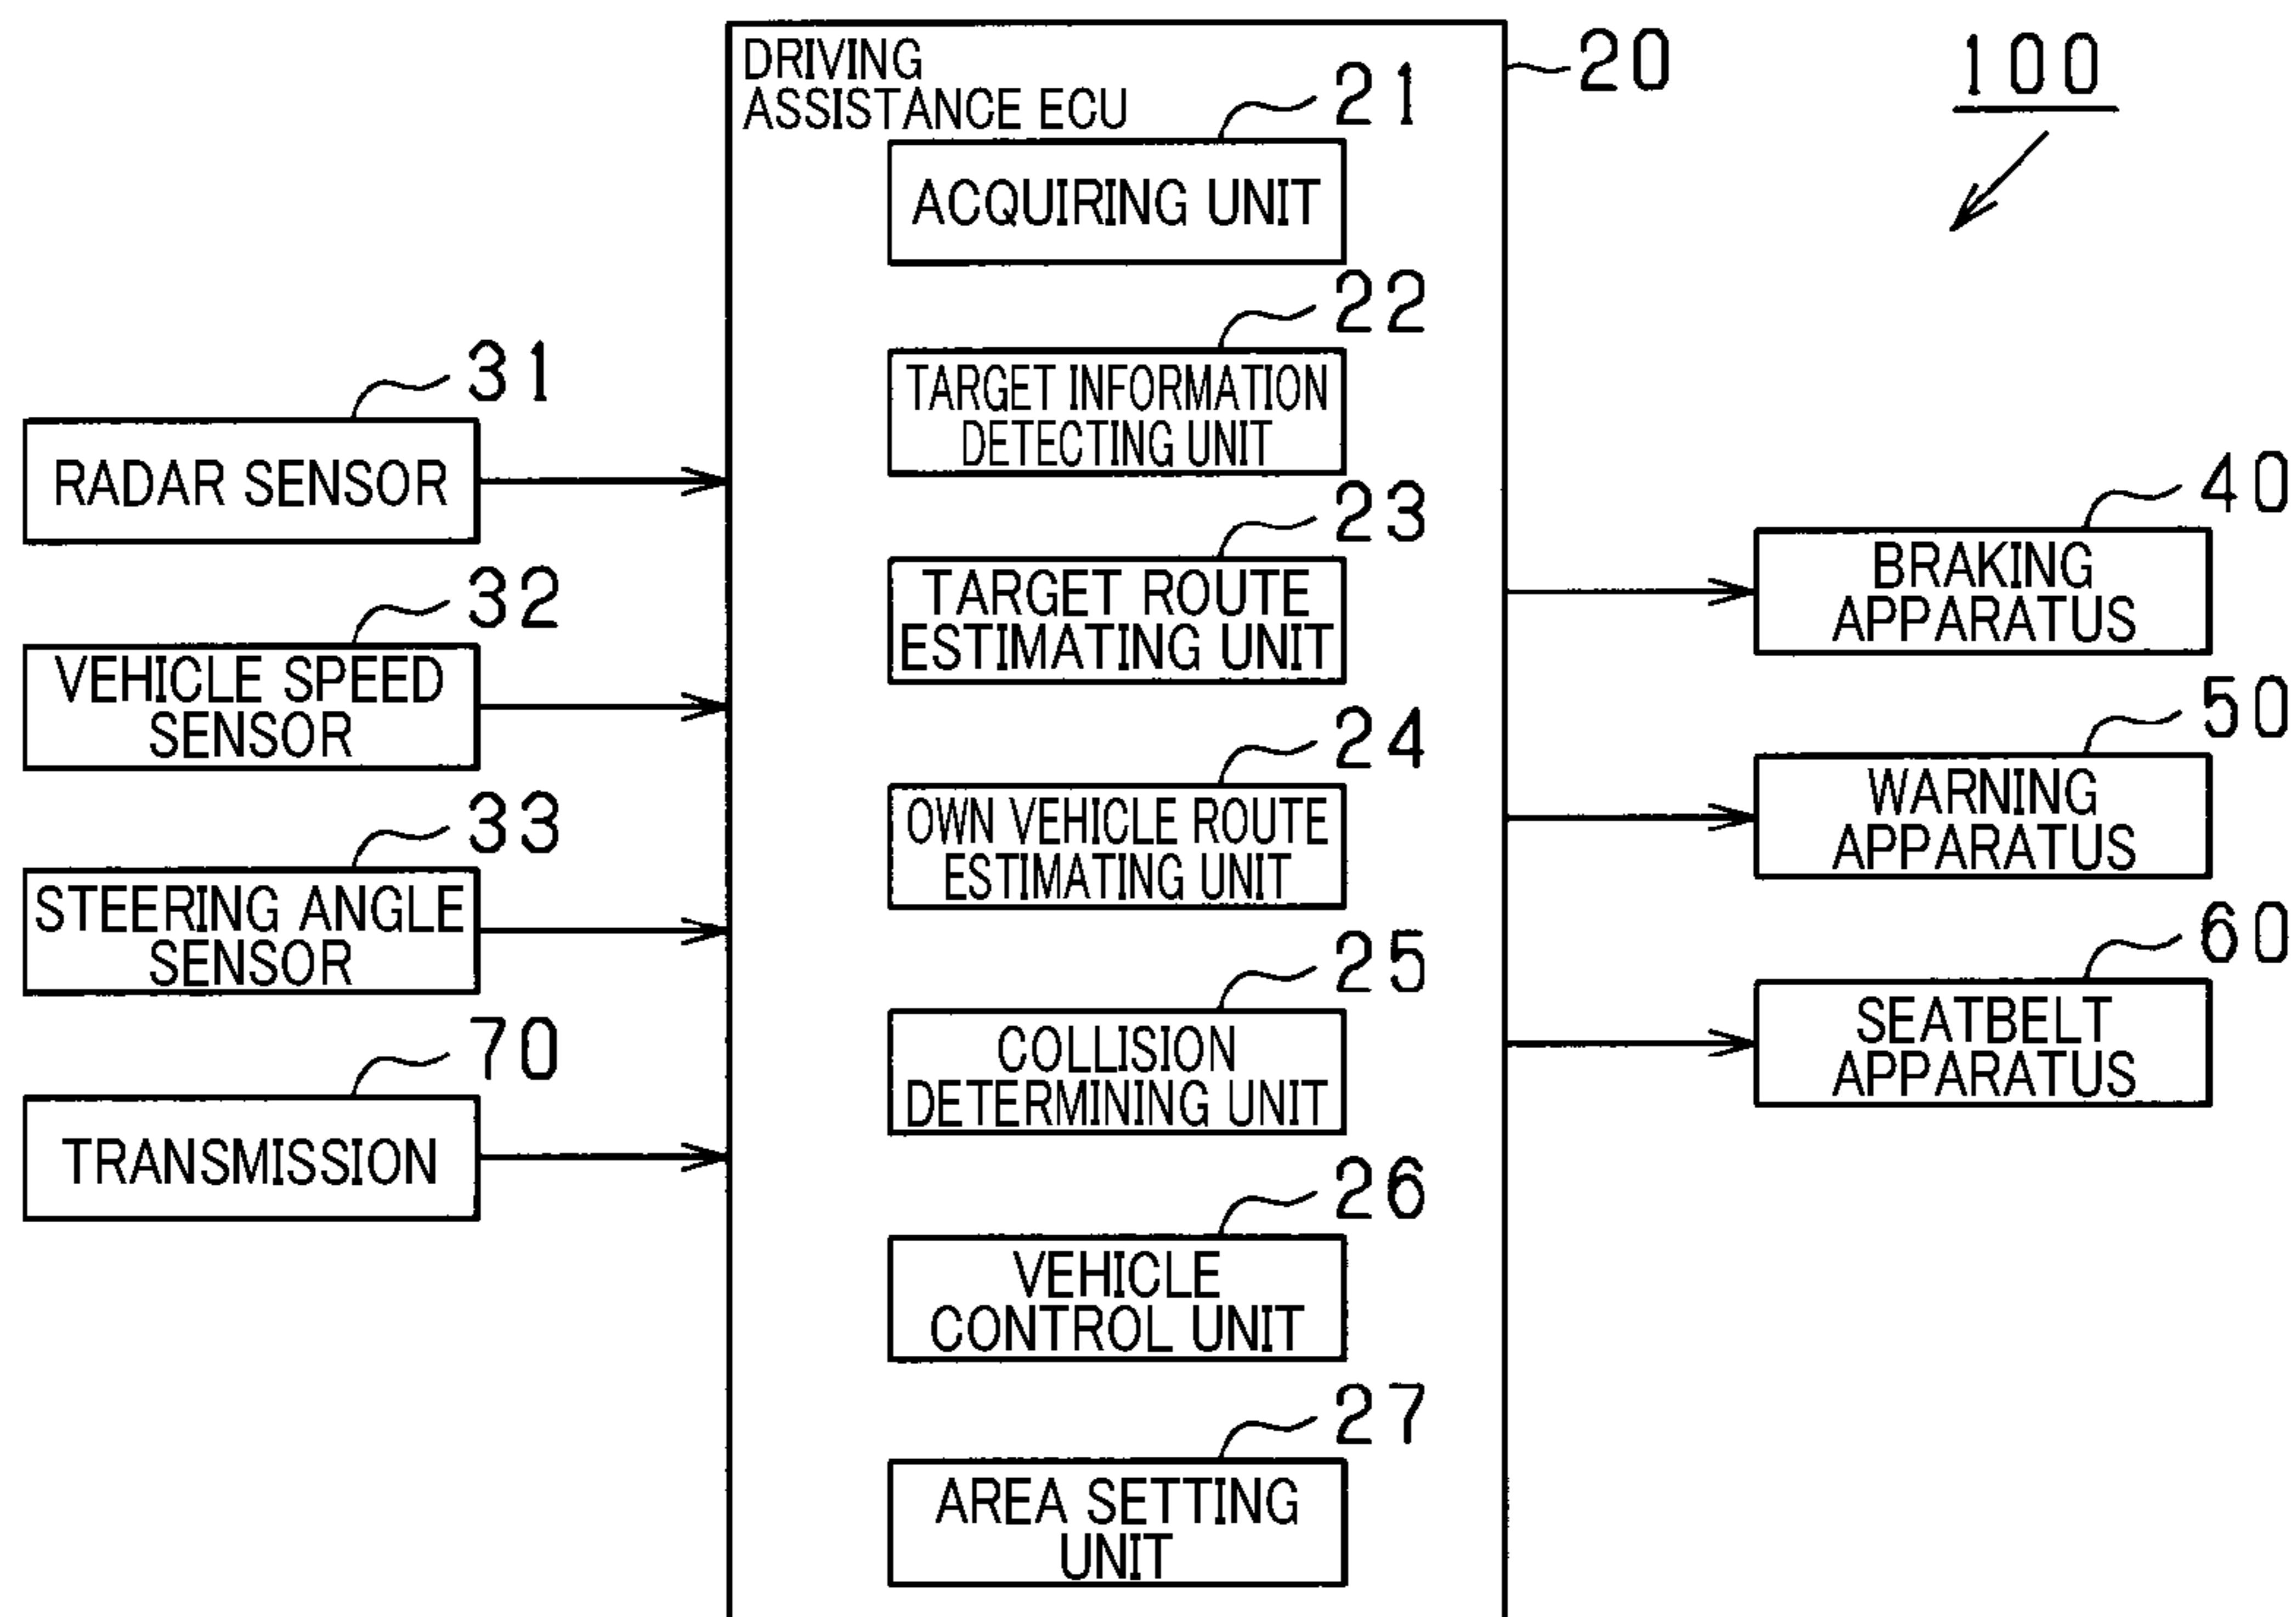 DRIVING
ASSISTANCE ECU
20
100
21
ACQUIRING UNIT
22
TARGET INFORMATION
DETECTING UNIT
23
TARGET ROUTE
ESTIMATING UNIT
24
OWN VEHICLE ROUTE
ESTIMATING UNIT
25
COLLISION
DETERMINING UNIT
26
VEHICLE
CONTROL UNIT
27
AREA SETTING
UNIT
31
RADAR SENSOR
32
VEHICLE SPEED
SENSOR
33
STEERING ANGLE
SENSOR
70
TRANSMISSION
40
BRAKING
APPARATUS
50
WARNING
APPARATUS
60
SEATBELT
APPARATUS